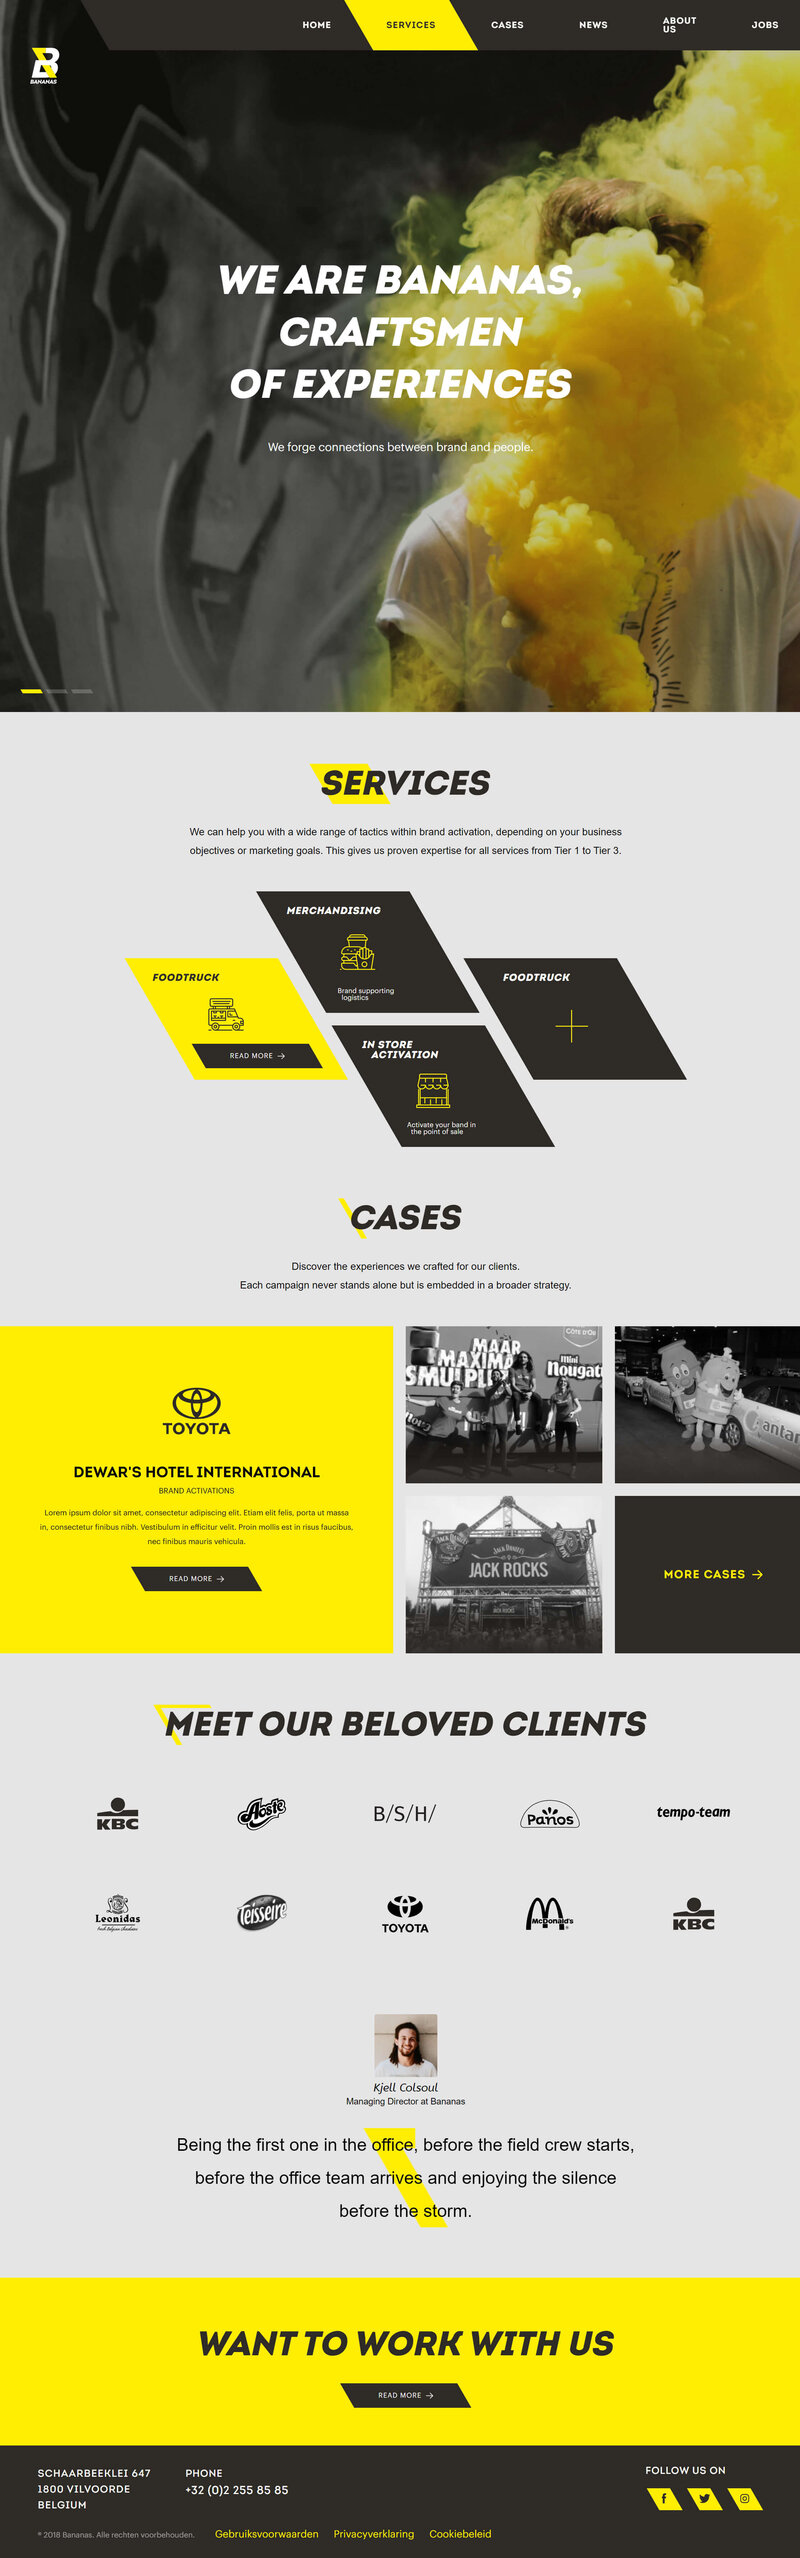 HOME
SERVICES
CASES
NEWS
ABOUT
US
JOBS
B
BANANAS
WE ARE BANANAS,
CRAFTSMEN
OF EXPERIENCES
We forge connections between brand and people.
SERVICES
We can help you with a wide range of tactics within brand activation, depending on your business
objectives or marketing goals. This gives us proven expertise for all services from Tier 1 to Tier 3.
MERCHANDISING
Brand supporting
logistics
FOODTRUCK
READ MORE →
FOODTRUCK
IN STORE
ACTIVATION
Activate your band in
the point of sale
CASES
Discover the experiences we crafted for our clients.
Each campaign never stands alone but is embedded in a broader strategy.
TOYOTA
DEWAR'S HOTEL INTERNATIONAL
BRAND ACTIVATIONS
Lorem ipsum dolor sit amet, consectetur adipiscing elit. Etiam elit felis, porta ut massa
in, consectetur finibus nibh. Vestibulum in efficitur velit. Proin mollis est in risus faucibus,
nec finibus mauris vehicula.
READ MORE →
CÔTE D'OR
MAAR
MAXIMA
SMULPLE
Mini
Nougat
antar
JACK DANIEL'S
JACK ROCKS
JACK ROCKS
MORE CASES →
MEET OUR BELOVED CLIENTS
KBC
Aoste
B/S/H/
Panos
tempo-team
Leonidas
Fresh Belgian Chocolates
Teisseire
TOYOTA
McDonald's
KBC
Kjell Colsoul
Managing Director at Bananas
Being the first one in the office, before the field crew starts,
before the office team arrives and enjoying the silence
before the storm.
WANT TO WORK WITH US
READ MORE →
SCHAARBEEKLEI 647
1800 VILVOORDE
BELGIUM
PHONE
+32 (0)2 255 85 85
FOLLOW US ON
® 2018 Bananas. Alle rechten voorbehouden.
Gebruiksvoorwaarden
Privacyverklaring
Cookiebeleid